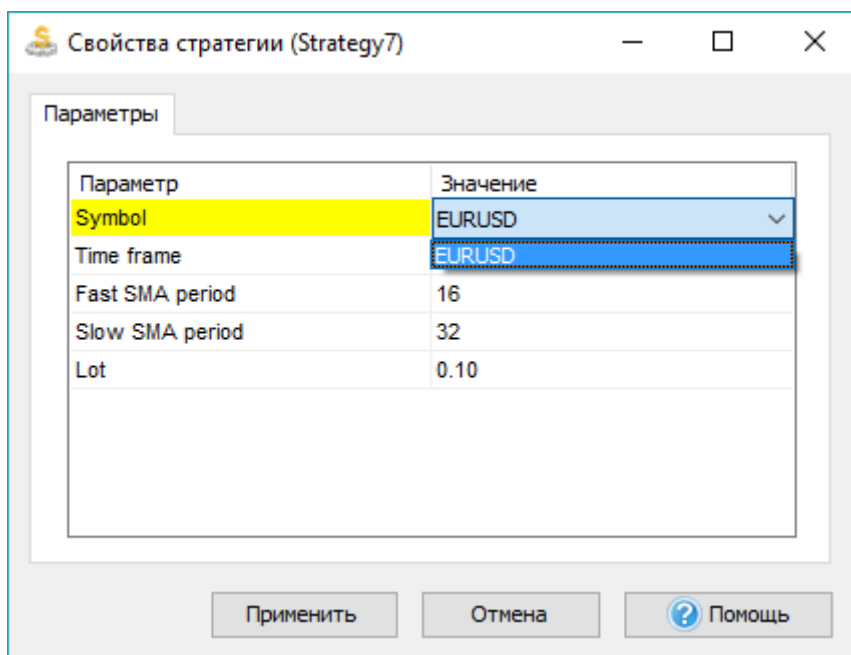 Свойства стратегии (Strategy7)
Параметры
Параметр Значение
Symbol EURUSD
Time frame EURUSD
Fast SMA period 16
Slow SMA period 32
Lot 0.10
Применить Отмена Помощь